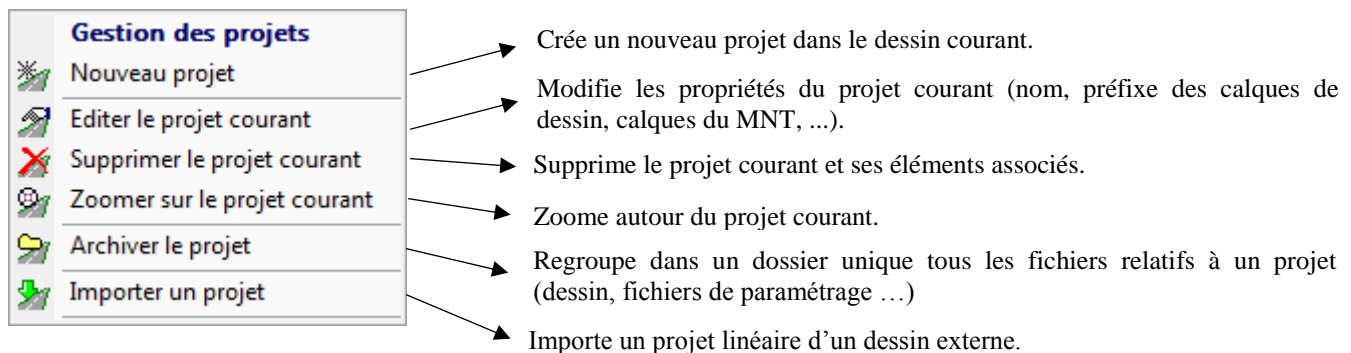 Gestion des projets
Nouveau projet
Editer le projet courant
Supprimer le projet courant
Zoomer sur le projet courant
Archiver le projet
Importer un projet
Crée un nouveau projet dans le dessin courant.
Modifie les propriétés du projet courant (nom, préfixe des calques de
dessin, calques du MNT, ...).
Supprime le projet courant et ses éléments associés.
Zoome autour du projet courant.
Regroupe dans un dossier unique tous les fichiers relatifs à un projet
(dessin, fichiers de paramétrage …)
Importe un projet linéaire d’un dessin externe.